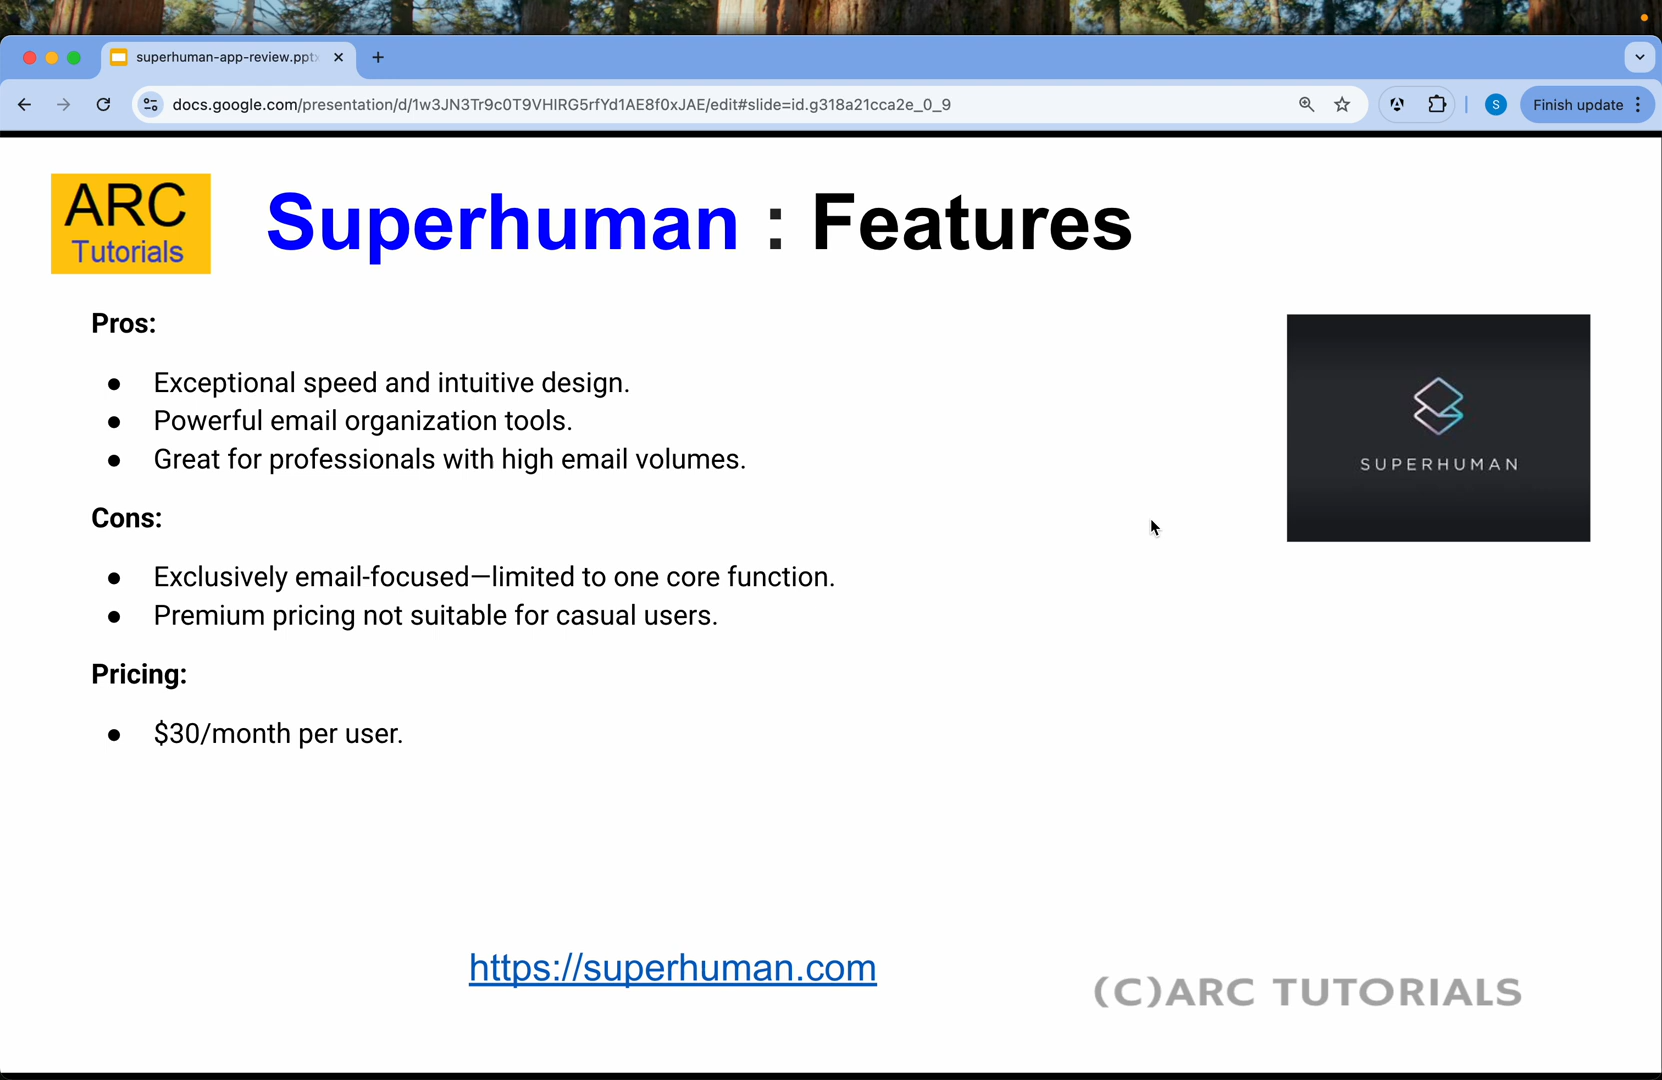 superhuman-app-review.ppt
docs.google.com/presentation/d/1w3JN3Tr9c0T9VHIRG5rfYd1AE8f0xJAE/edit#slide=id.g318a21cca2e_0_9
S
Finish update
ARC
Tutorials
Superhuman : Features
Pros:
● Exceptional speed and intuitive design.
● Powerful email organization tools.
● Great for professionals with high email volumes.
SUPERHUMAN
Cons:
● Exclusively email-focused—limited to one core function.
● Premium pricing not suitable for casual users.
Pricing:
● $30/month per user.
https://superhuman.com
(C)ARC TUTORIALS